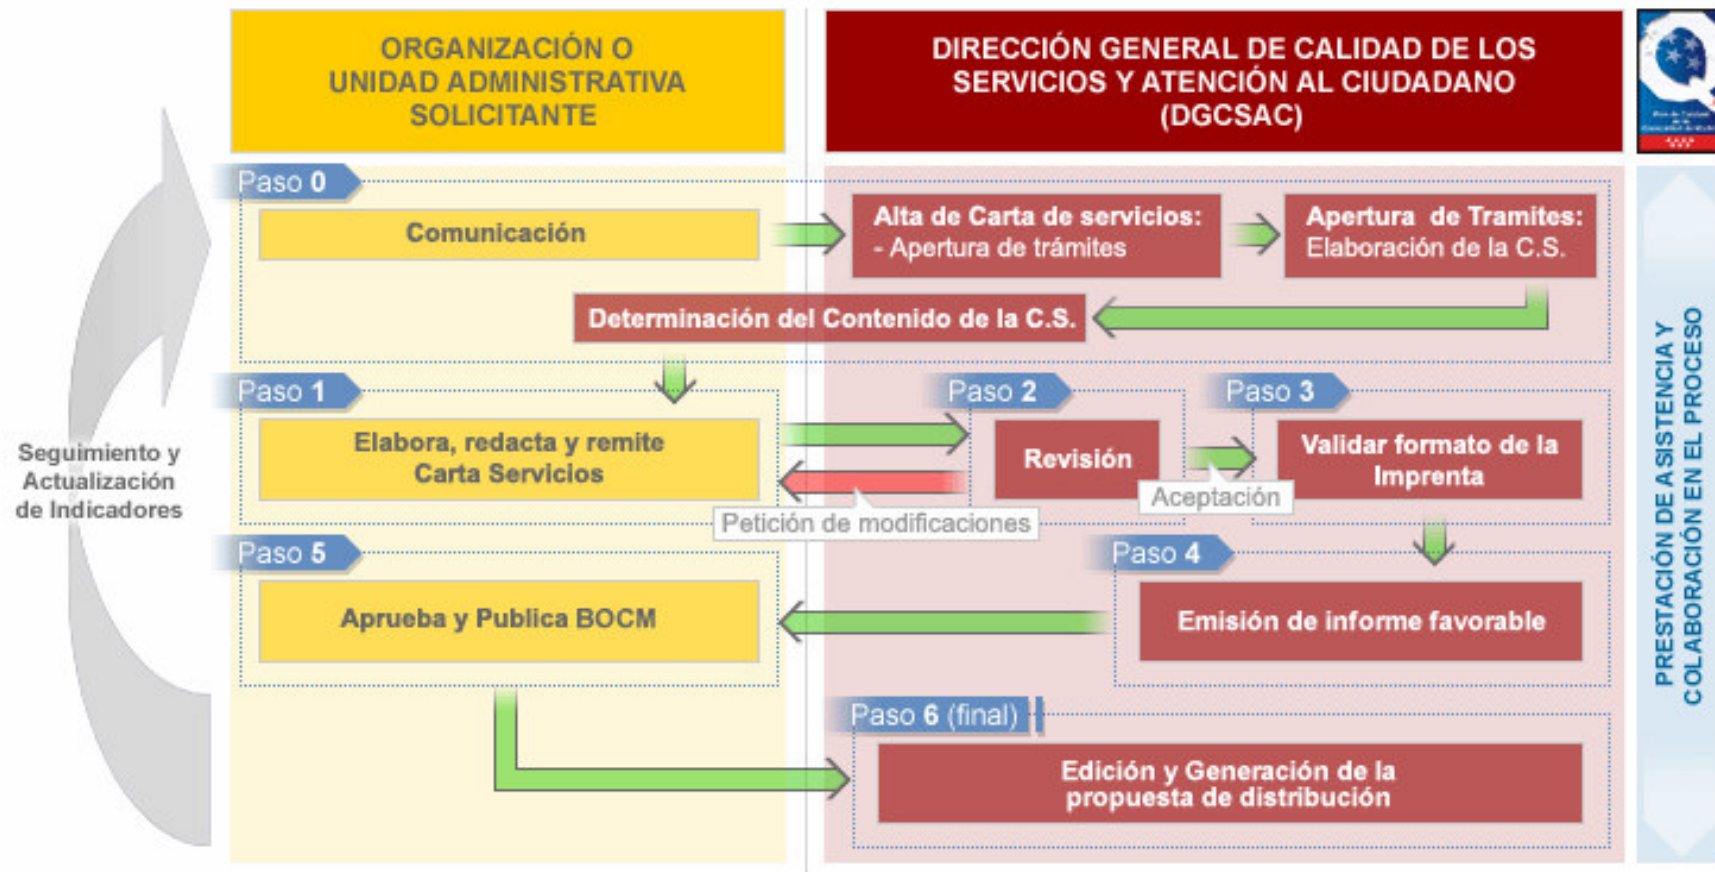 ORGANIZACIÓN O
UNIDAD ADMINISTRATIVA
SOLICITANTE
DIRECCIÓN GENERAL DE CALIDAD DE LOS
SERVICIOS Y ATENCIÓN AL CIUDADANO
(DGCSAC)
Paso 0
Comunicación
Alta de Carta de servicios:
- Apertura de trámites
Apertura de Tramites:
Elaboración de la C.S.
Determinación del Contenido de la C.S.
Paso 1
Elabora, redacta y remite
Carta Servicios
Paso 2
Revisión
Paso 3
Validar formato de la
Imprenta
Aceptación
Petición de modificaciones
Seguimiento y
Actualización
de Indicadores
Paso 5
Aprueba y Publica BOCM
Paso 4
Emisión de informe favorable
Paso 6 (final)
Edición y Generación de la
propuesta de distribución
PRESTACIÓN DE ASISTENCIA Y
COLABORACIÓN EN EL PROCESO